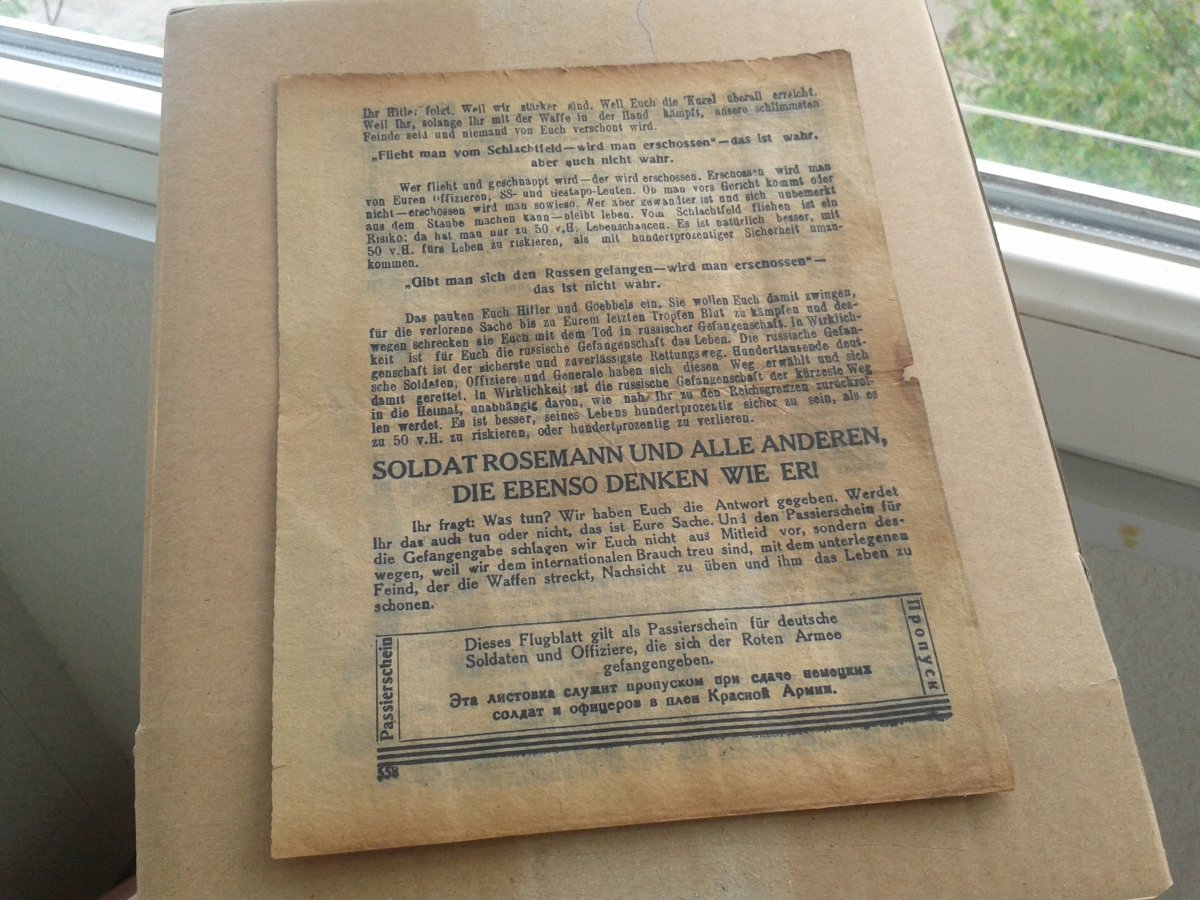 Ihr Hitler folgt. Weil wir stärker sind. Weil Euch die Kugel überall erreicht.
Weil Ihr, solange Ihr mit der Waffe in der Hand kämpft, unsere schlimmsten
Feinde seid und niemand von Euch verschont wird.
„Flieht man vom Schlachtfeld—wird man erschossen“—das ist wahr,
aber auch nicht wahr.
Wer flieht und geschnappt wird—der wird erschossen. Erschossen wird man
von Euren Offizieren, SS- und Gestapo-Leuten. Ob man vors Gericht kommt oder
nicht—erschossen wird man sowieso. Wer aber gewandter ist und sich unbemerkt
aus dem Staube machen kann—bleibt leben. Vom Schlachtfeld fliehen ist ein
Risiko: da hat man nur zu 50 v.H. Lebenschancen. Es ist natürlich besser, mit
50 v.H. fürs Leben zu riskieren, als mit hundertprozentiger Sicherheit umzu-
kommen.
„Gibt man sich den Russen gefangen—wird man erschossen“—
das ist nicht wahr.
Das pauken Euch Hitler und Goebbels ein. Sie wollen Euch damit zwingen,
für die verlorene Sache bis zu Eurem letzten Tropfen Blut zu kämpfen und des-
wegen schrecken sie Euch mit dem Tod in russischer Gefangenschaft. In Wirklich-
keit ist für Euch die russische Gefangenschaft das Leben. Die russische Gefan-
genschaft ist der sicherste und zuverlässigste Rettungsweg. Hunderttausende deut-
sche Soldaten, Offiziere und Generale haben sich diesen Weg erwählt und sich
damit gerettet. In Wirklichkeit ist die russische Gefangenschaft der kürzeste Weg
in die Heimat, unabhängig davon, wie nah Ihr zu den Reichsgrenzen zurückrol-
len werdet. Es ist besser, seines Lebens hundertprozentig sicher zu sein, als es
zu 50 v.H. zu riskieren, oder hundertprozentig zu verlieren.
SOLDAT ROSEMANN UND ALLE ANDEREN,
DIE EBENSO DENKEN WIE ER!
Ihr fragt: Was tun? Wir haben Euch die Antwort gegeben. Werdet
Ihr das auch tun oder nicht, das ist Eure Sache. Und den Passierschein für
die Gefangengabe schlagen wir Euch nicht aus Mitleid vor, sondern des-
wegen, weil wir dem internationalen Brauch treu sind, mit dem unterlegenen
Feind, der die Waffen streckt, Nachsicht zu üben und ihm das Leben zu
schonen.
Passierschein
Dieses Flugblatt gilt als Passierschein für deutsche
Soldaten und Offiziere, die sich der Roten Armee
gefangengeben.
Эта листовка служит пропуском при сдаче немецких
солдат и офицеров в плен Красной Армии.
Пропуск
558